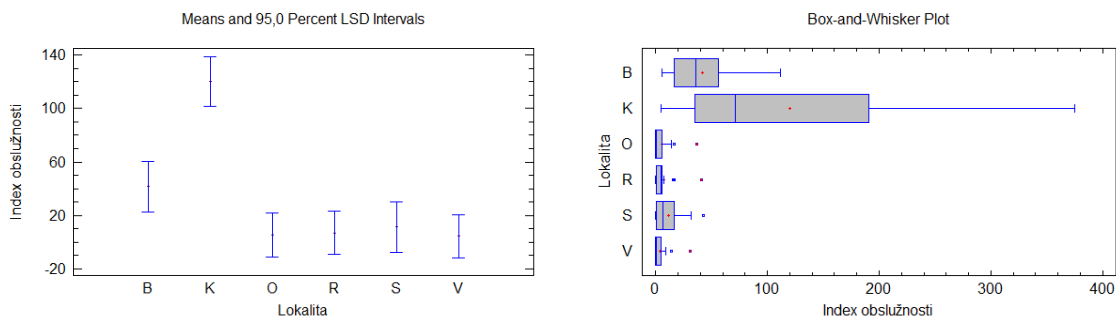 Means and 95,0 Percent LSD Intervals
Index obslužnosti
140
100
60
20
-20
B K O R S V
Lokalita
Box-and-Whisker Plot
Lokalita
B
K
O
R
S
V
0 100 200 300 400
Index obslužnosti